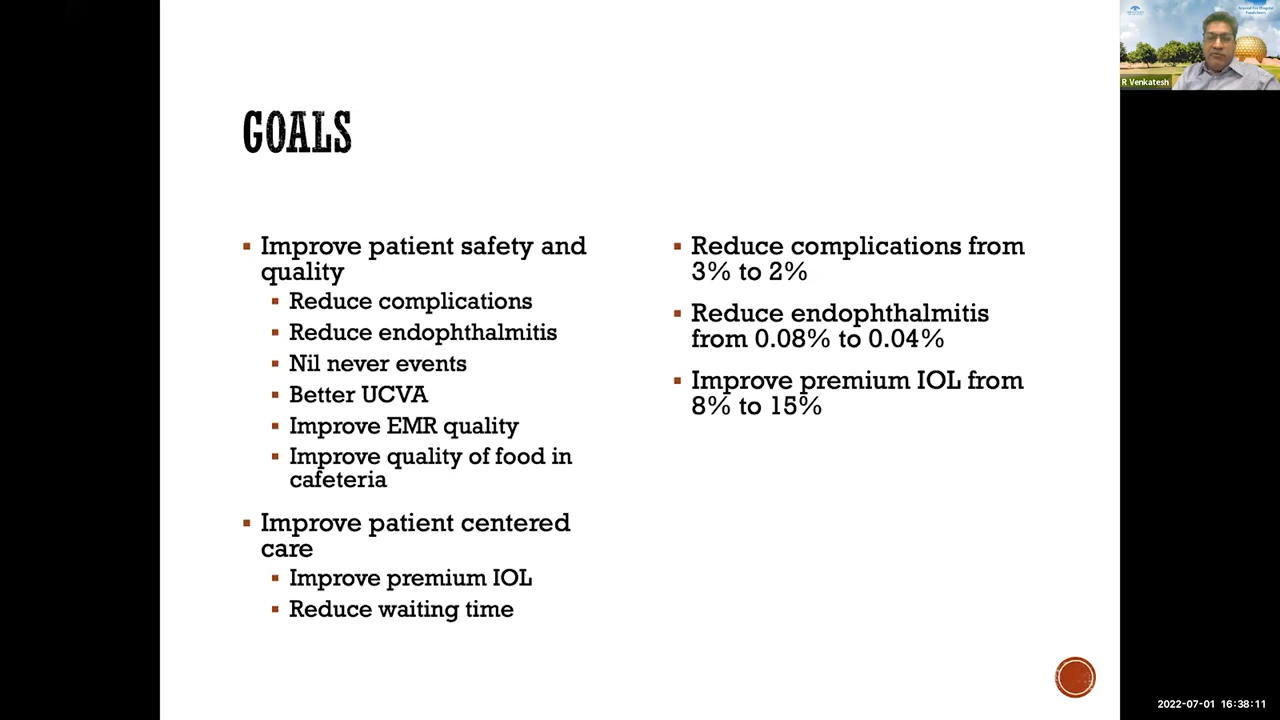 GOALS
Improve patient safety and
quality
Reduce complications
Reduce endophthalmitis
Nil never events
Better UCVA
Improve EMR quality
Improve quality of food in
cafeteria
Improve patient centered
care
Improve premium IOL
Reduce waiting time
Reduce complications from
3% to 2%
Reduce endophthalmitis
from 0.08% to 0.04%
Improve premium IOL from
8% to 15%
R Venkatesh
2022-07-01 16:38:11